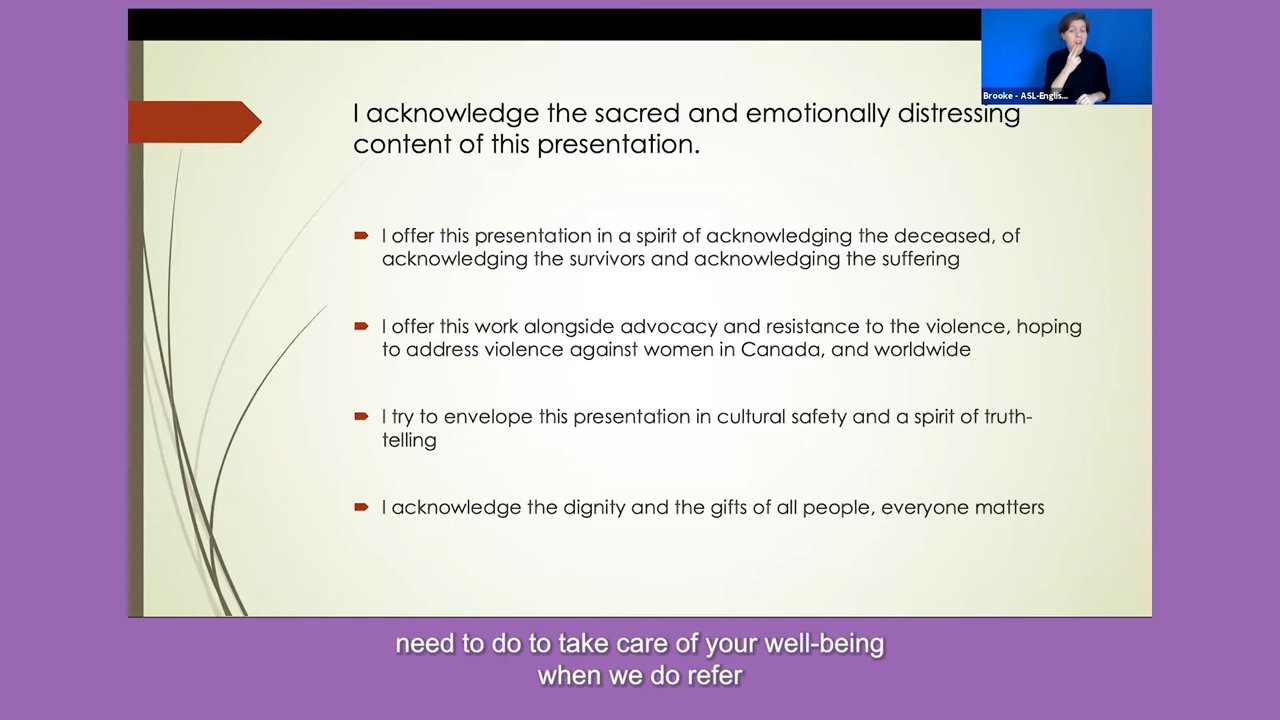 Brooke - ASL-Englis...
I acknowledge the sacred and emotionally distressing
content of this presentation.
I offer this presentation in a spirit of acknowledging the deceased, of
acknowledging the survivors and acknowledging the suffering
I offer this work alongside advocacy and resistance to the violence, hoping
to address violence against women in Canada, and worldwide
I try to envelope this presentation in cultural safety and a spirit of truth-
telling
I acknowledge the dignity and the gifts of all people, everyone matters
need to do to take care of your well-being
when we do refer